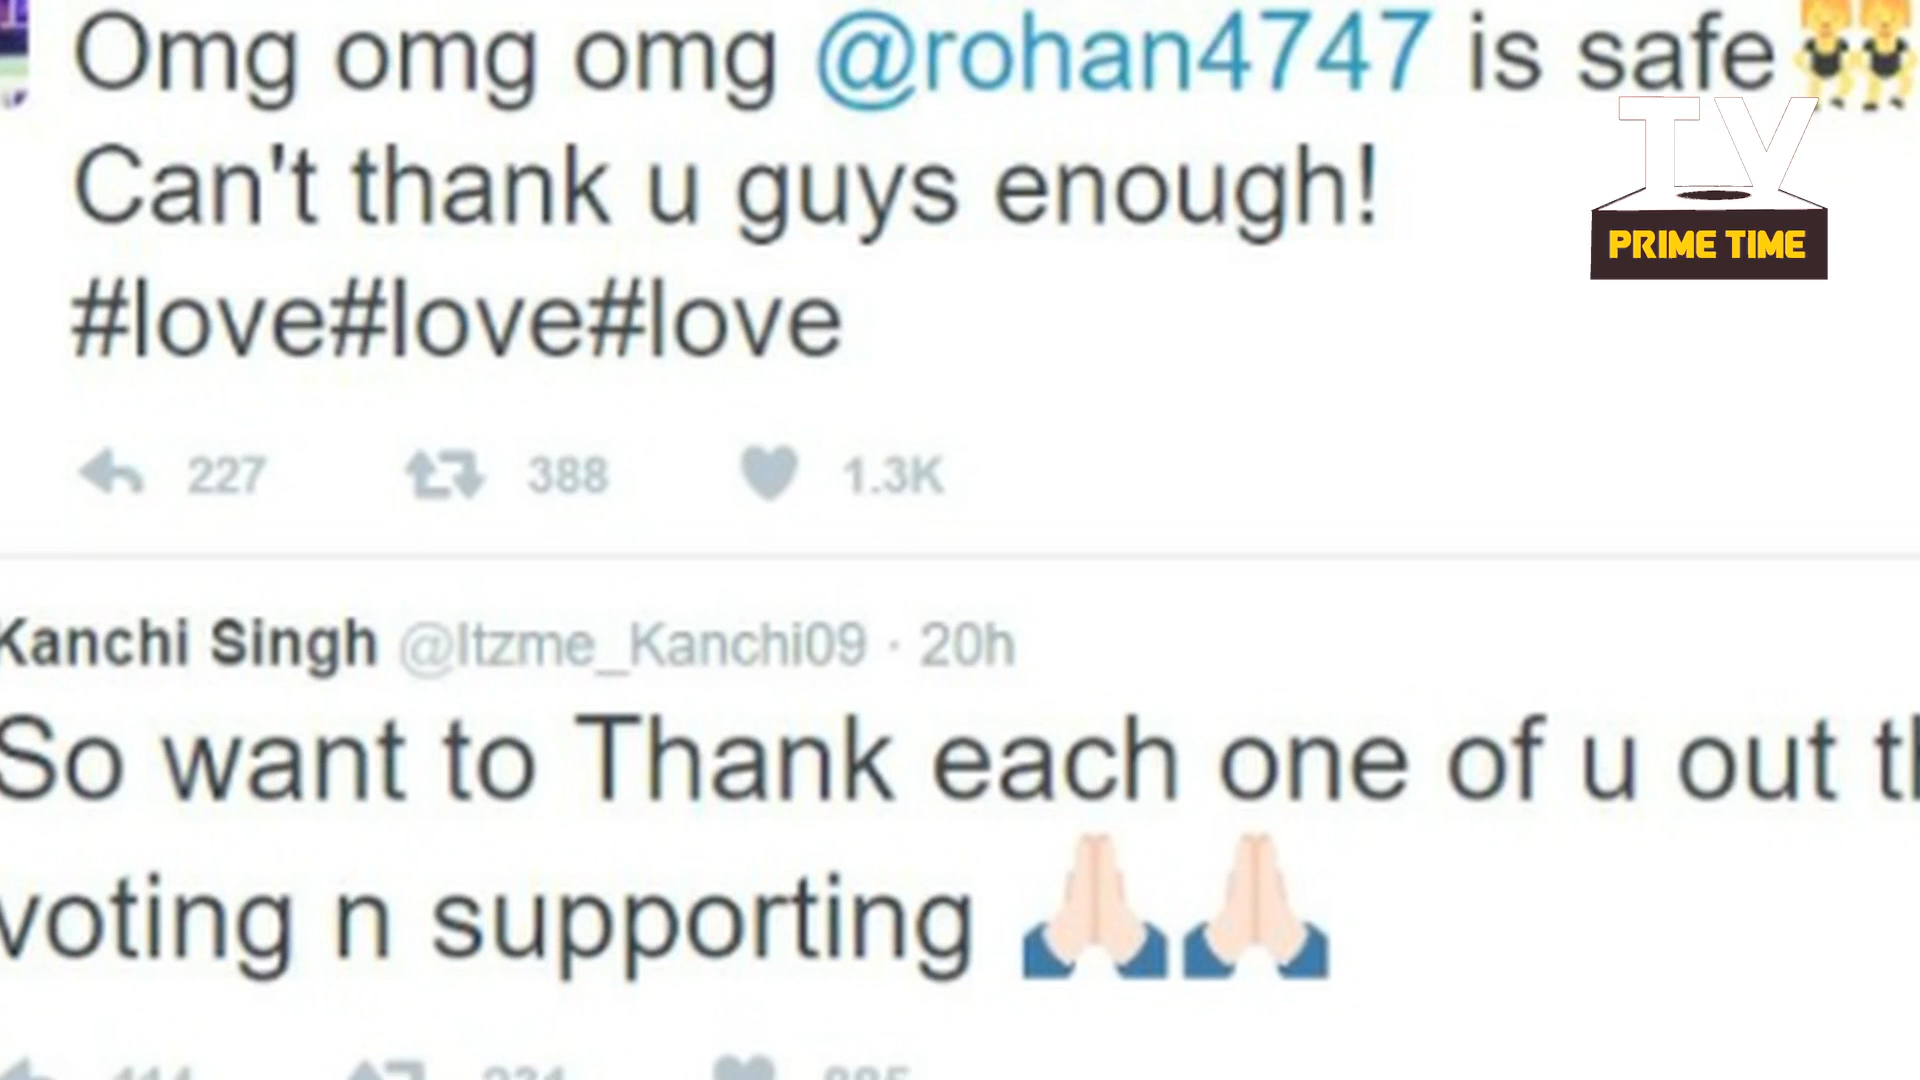 Omg omg omg @rohan4747 is safe
Can't thank u guys enough!
#love#love#love
TV
PRIME TIME
227 388 1.3K
Kanchi Singh @Itzme_Kanchi09 · 20h
So want to Thank each one of u out
voting n supporting